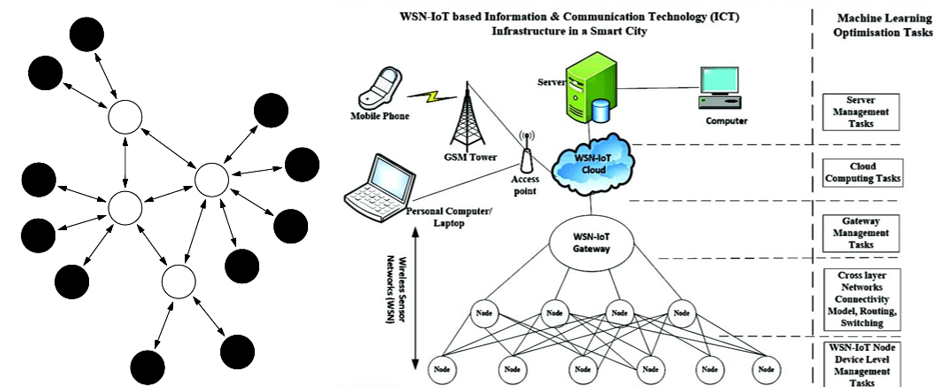 WSN-IoT based Information & Communication Technology (ICT)
Infrastructure in a Smart City
Machine Learning
Optimisation Tasks
Server
Computer
Mobile Phone
GSM Tower
Access
point
WSN-IoT
Cloud
Personal Computer/
Laptop
WSN-IoT
Gateway
Wireless Sensor
Networks (WSN)
Node
Node
Node
Node
Node
Node
Node
Node
Node
Node
Server
Management
Tasks
Cloud
Computing Tasks
Gateway
Management
Tasks
Cross layer
Networks
Connectivity
Model, Routing,
Switching
WSN-IoT Node
Device Level
Management
Tasks